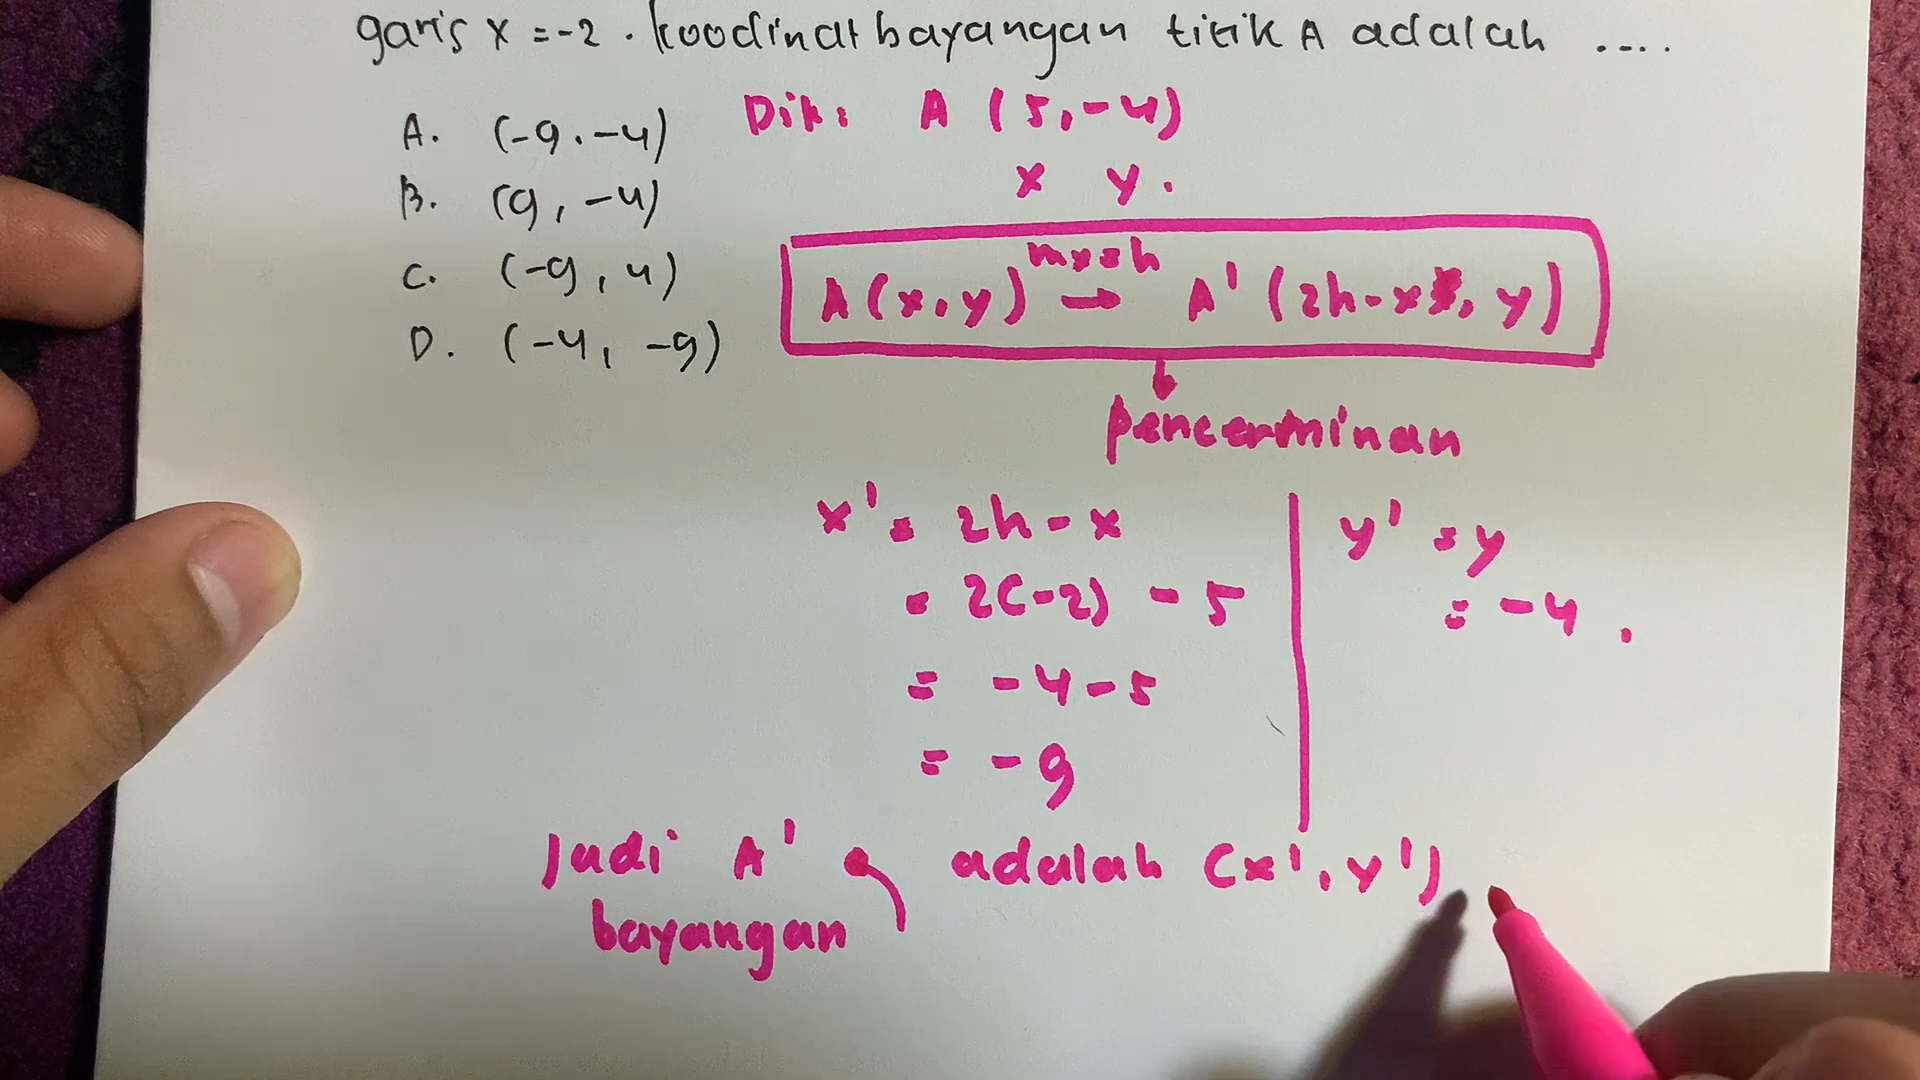 garis x = -2 . koodinat bayangan titik A adalah ....
A. (-9.-4)
B. (9, -4)
C. (-9, 4)
D. (-4, -9)
Dik: A (5,-4)
x y.
A(x,y) → mx=h A' (2h-x, y)
pencerminan
x' = 2h - x
= 2(-2) - 5
= -4-5
= -9
y' = y
= -4.
Jadi A' adalah (x', y')
bayangan